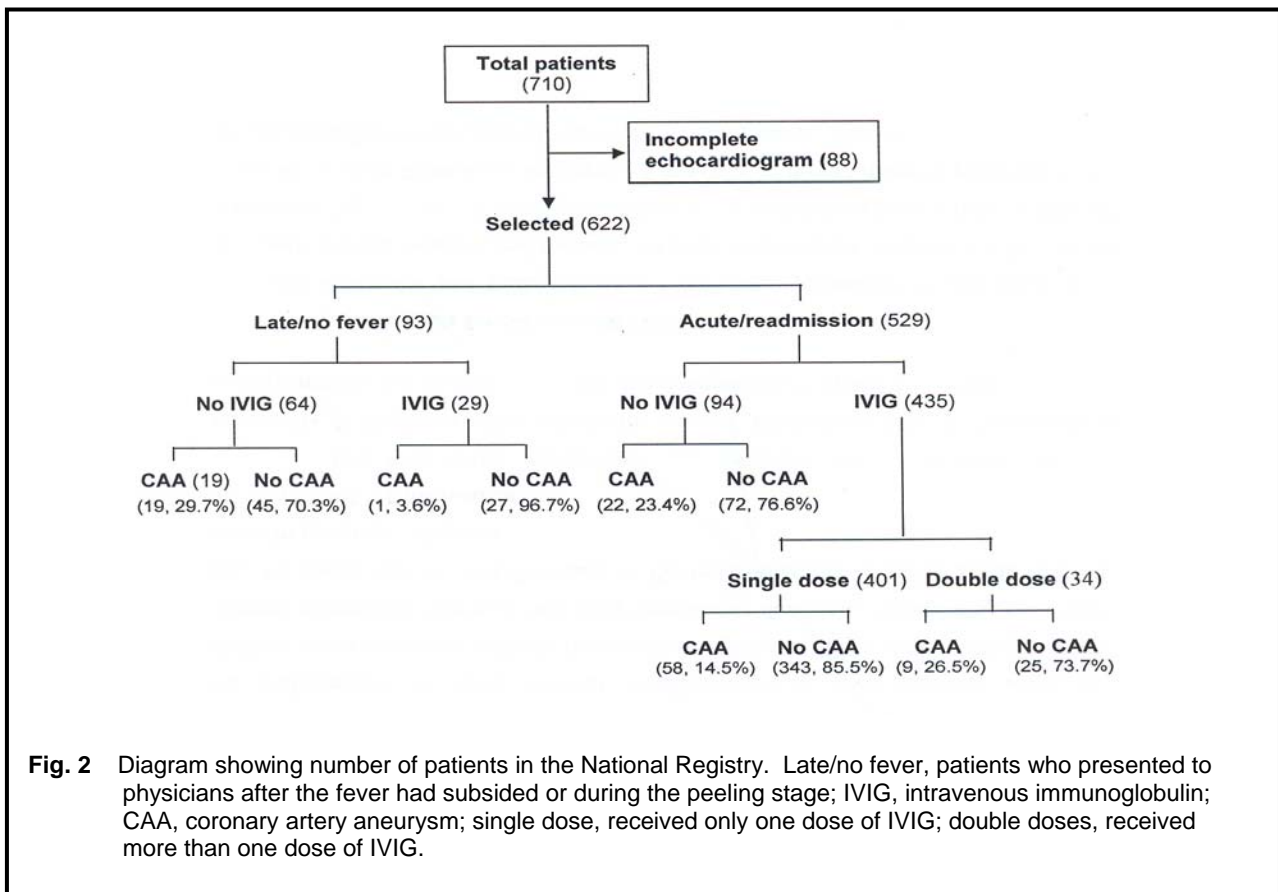 Total patients
(710)
Incomplete
echocardiogram (88)
Selected (622)
Late/no fever (93) Acute/readmission (529)
No IVIG (64) IVIG (29) No IVIG (94) IVIG (435)
CAA (19) No CAA CAA No CAA CAA No CAA
(19, 29.7%) (45, 70.3%) (1, 3.6%) (27, 96.7%) (22, 23.4%) (72, 76.6%)
Single dose (401) Double dose (34)
CAA No CAA CAA No CAA
(58, 14.5%) (343, 85.5%) (9, 26.5%) (25, 73.7%)
Fig. 2 Diagram showing number of patients in the National Registry. Late/no fever, patients who presented to
physicians after the fever had subsided or during the peeling stage; IVIG, intravenous immunoglobulin;
CAA, coronary artery aneurysm; single dose, received only one dose of IVIG; double doses, received
more than one dose of IVIG.